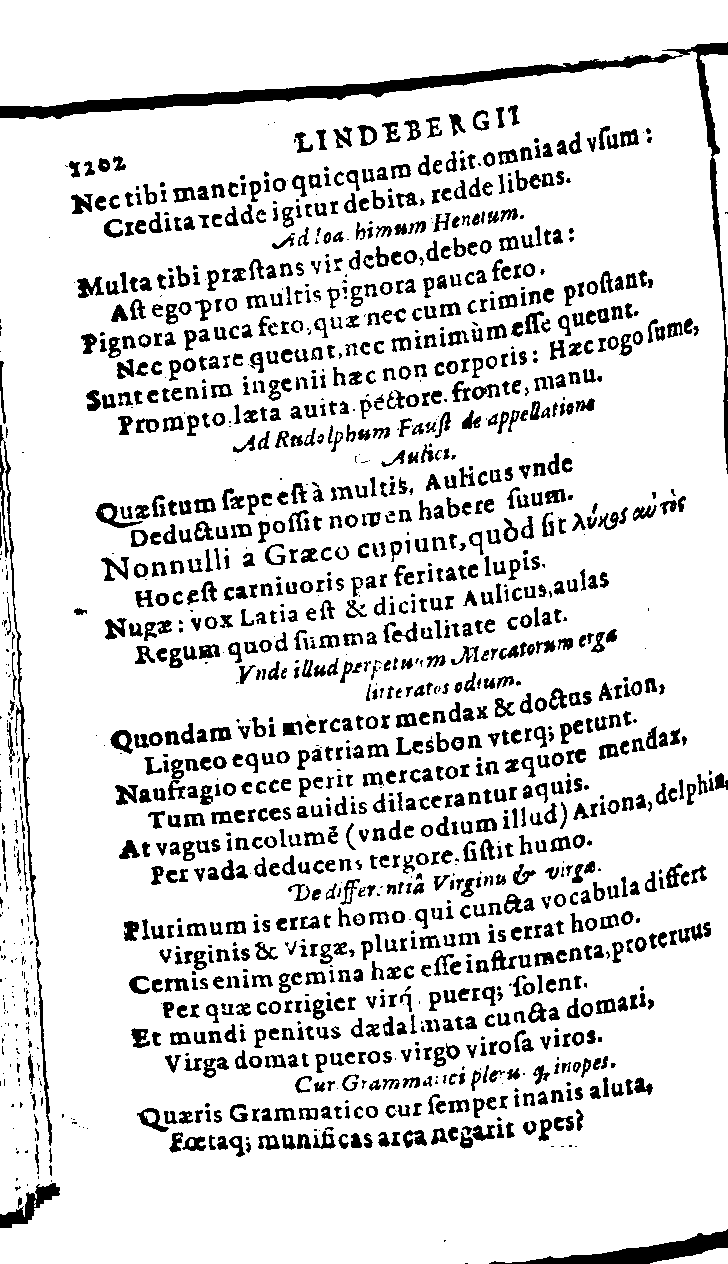 1202 LINDEBERGII
Nec tibi mancipio quicquam dedit, omnia ad vſum:
Credita redde igitur debita, redde libens.
Ad Ioa himum Henetum.
Multa tibi præſtans vir debeo, debeo multa:
Aſt ego pro multis pignora pauca fero.
Pignora pauca fero, quæ nec cum crimine proſtant,
Nec potare queunt, nec minimùm eſſe queunt.
Sunt etenim ingenii hæc non corporis: Hæc rogo ſume,
Prompto, læta auita, pectore, fronte, manu.
Ad Rudolphum Fauſt de appellatione
Aulici.
Quæſitum ſæpe eſt à multis, Aulicus vnde
Deductum poſſit nomen habere ſuum.
Nonnulli à Græco cupiunt, quòd ſit λύκος αὐτὸς
Hoc eſt carniuoris par feritate lupis.
Nugæ: vox Latia eſt & dicitur Aulicus, aulas
Regum quod ſumma ſedulitate colat.
Vnde illud perpetuum Mercatorum erga
litteratos odium.
Quondam vbi mercator mendax & doctus Arion,
Ligneo equo patriam Lesbon vterq; petunt.
Naufragio ecce perit mercator in æquore mendax,
Tum merces auidis dilacerantur aquis.
At vagus incolumẽ (vnde odium illud) Ariona, delphin,
Per vada deducens tergore, ſiſtit humo.
De differentiâ Virginis & virgæ.
Plurimum is errat homo qui cuncta vocabula differt
Virginis & Virgæ, plurimum is errat homo.
Cernis enim gemina hæc eſſe inſtrumenta, proteruus
Per quæ corrigier virq́ puerq; ſolent.
Et mundi penitus dædalmata cuncta domari,
Virga domat pueros virgo viroſa viros.
Cur Grammatici pleru q; inopes.
Quæris Grammatico cur ſemper inanis aluta,
Fœtaq; munificas arca negarit opes?